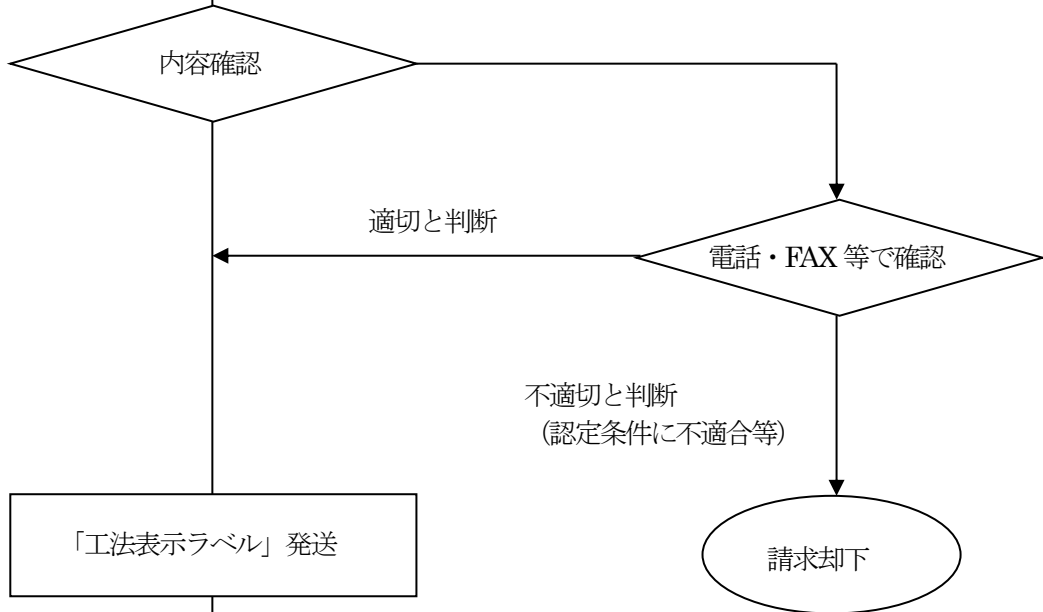 内容確認
適切と判断
電話・FAX 等で確認
不適切と判断
（認定条件に不適合等）
「工法表示ラベル」発送
請求却下